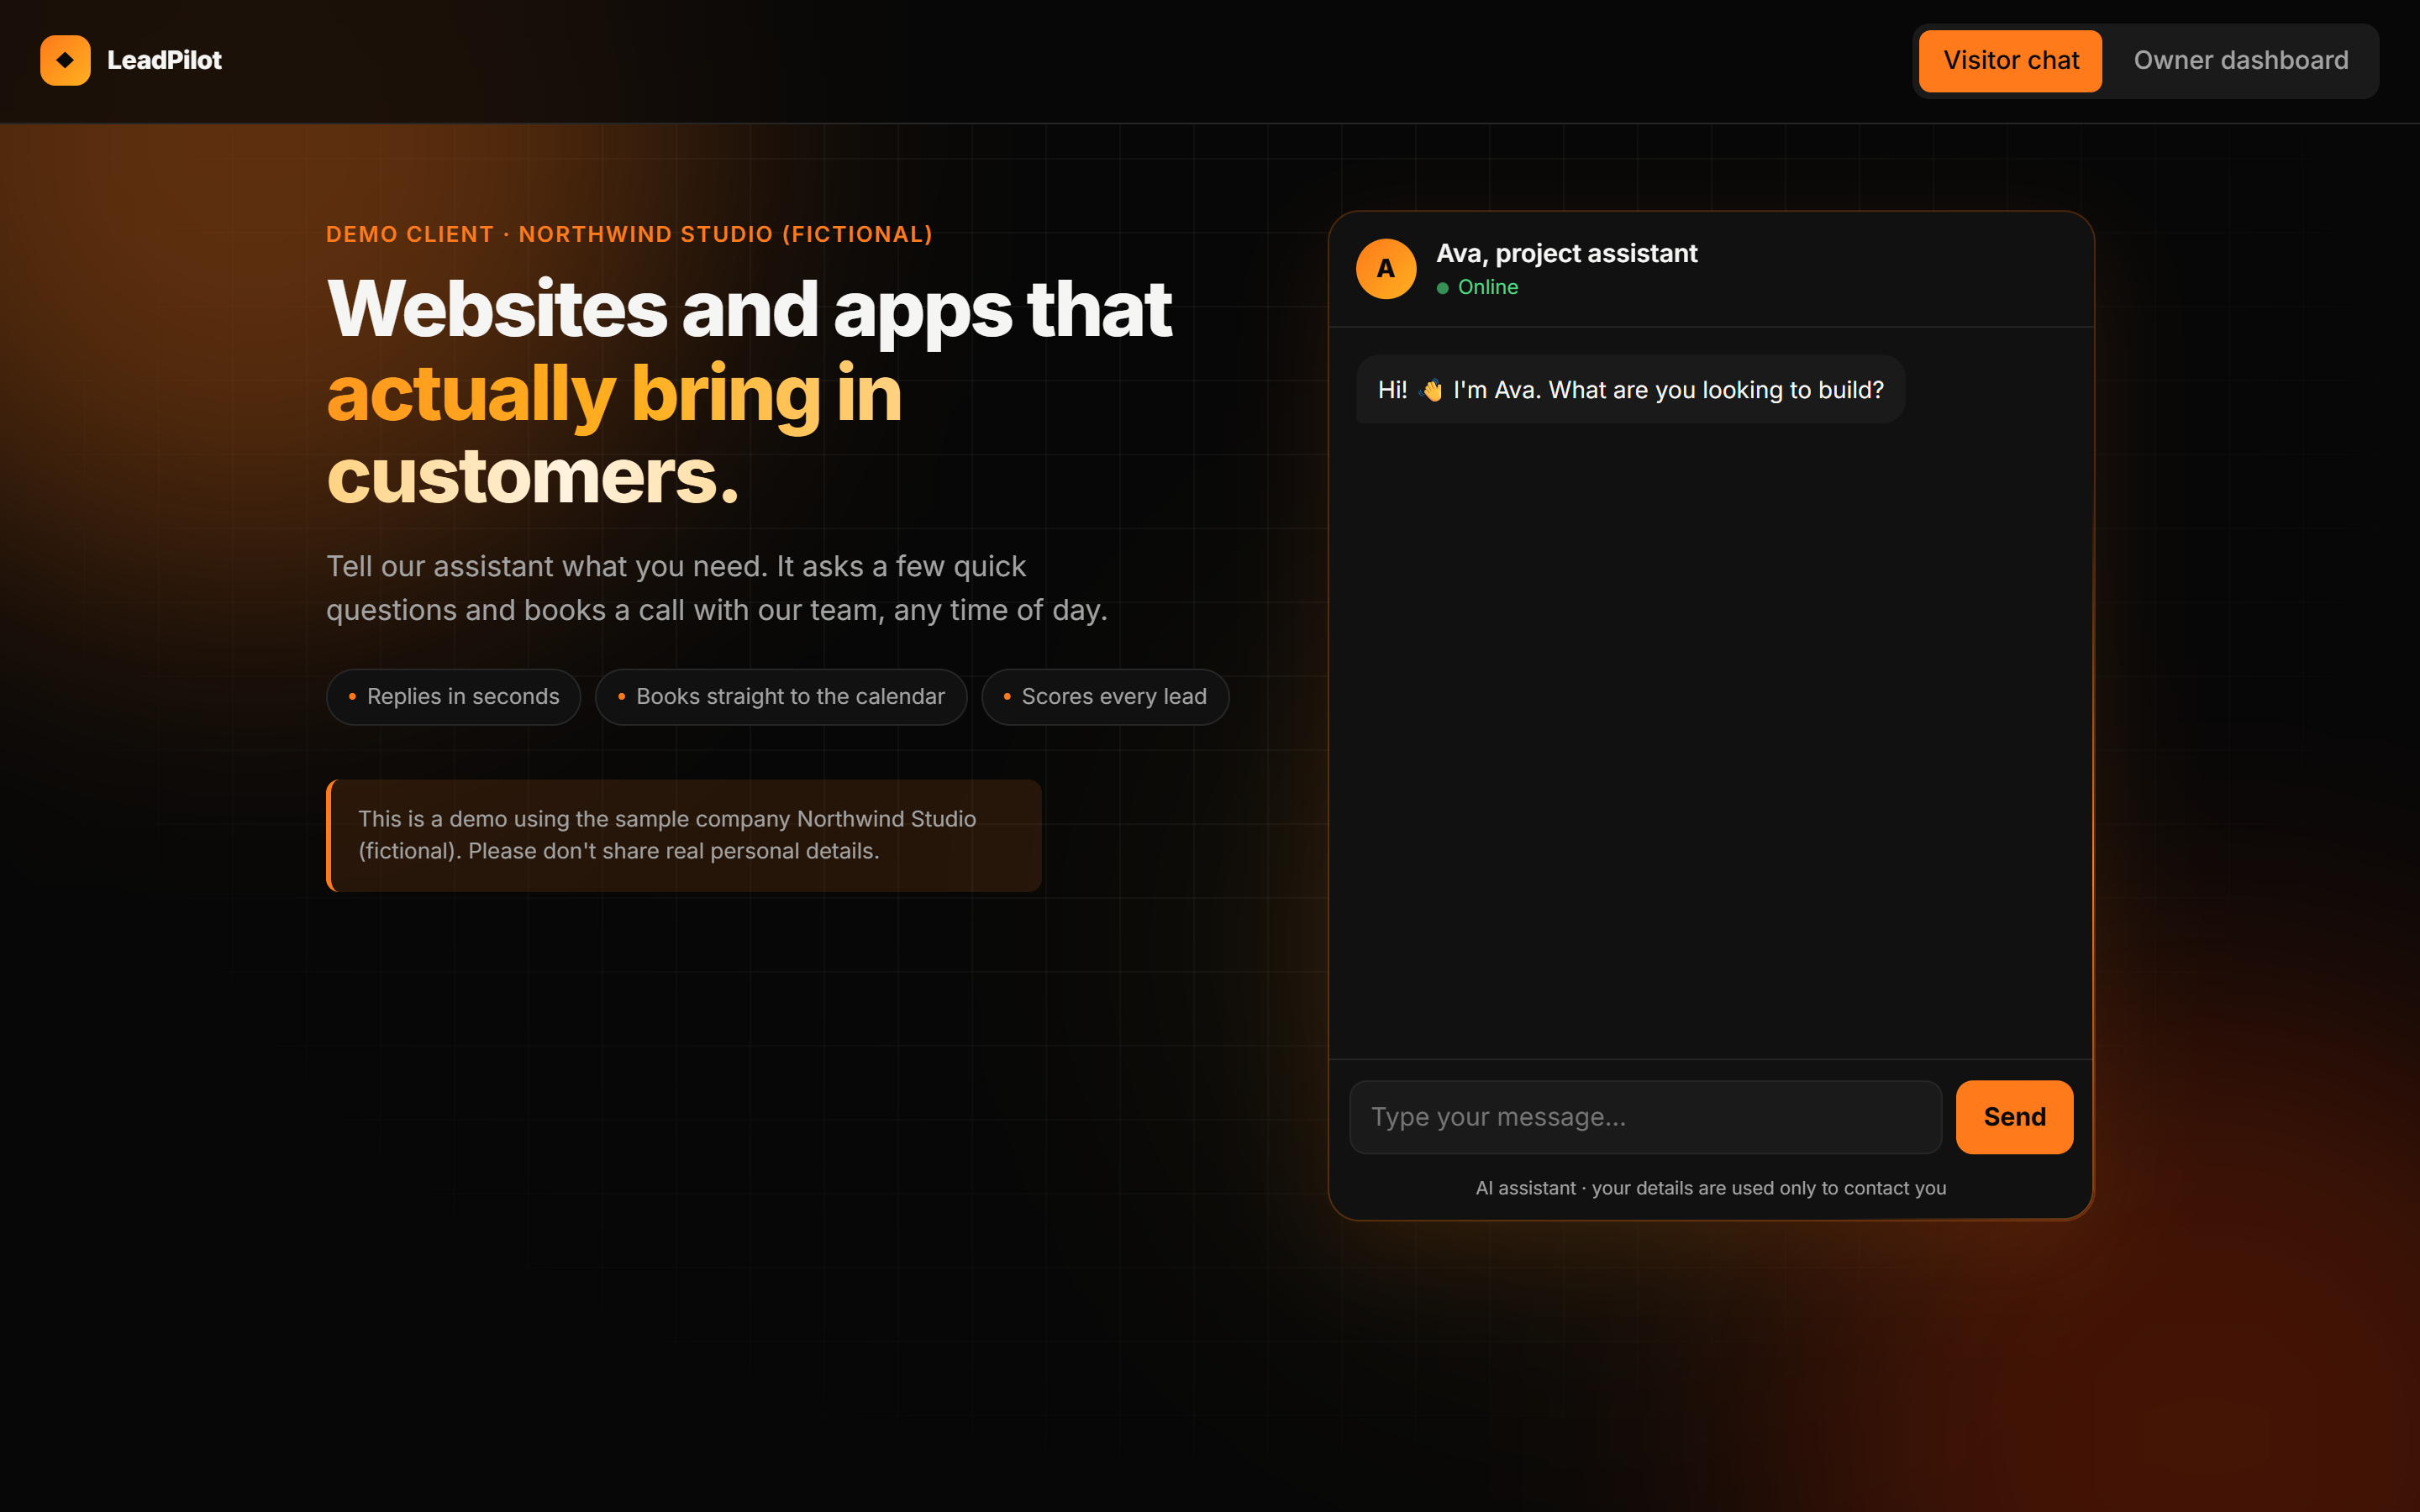 LeadPilot
Visitor chat
Owner dashboard
DEMO CLIENT · NORTHWIND STUDIO (FICTIONAL)
Websites and apps that
actually bring in
customers.
Tell our assistant what you need. It asks a few quick
questions and books a call with our team, any time of day.
• Replies in seconds
• Books straight to the calendar
• Scores every lead
This is a demo using the sample company Northwind Studio
(fictional). Please don't share real personal details.
A
Ava, project assistant
Online
Hi! 👋 I'm Ava. What are you looking to build?
Type your message...
Send
AI assistant · your details are used only to contact you